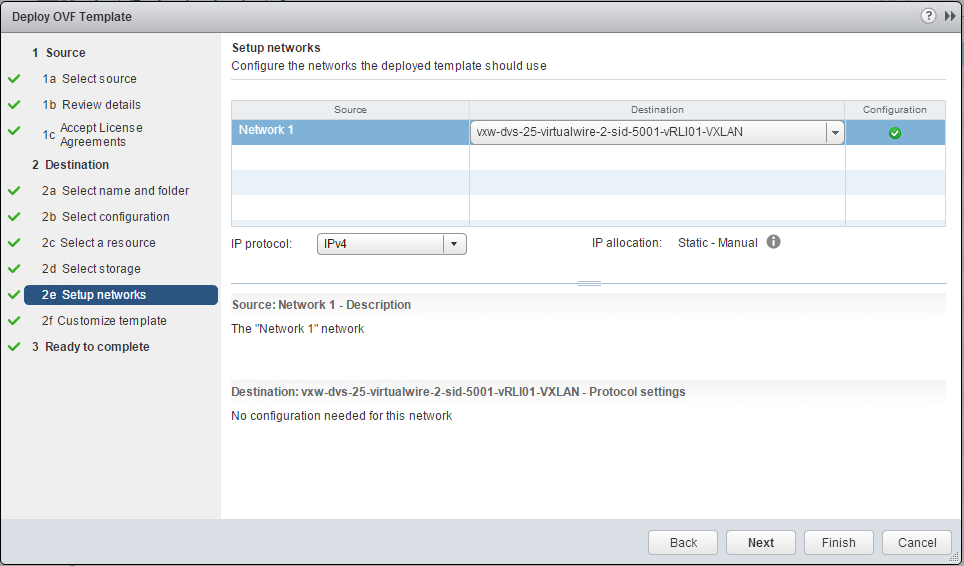 Deploy OVF Template
?
1 Source
1a Select source
1b Review details
1c Accept License
Agreements
2 Destination
2a Select name and folder
2b Select configuration
2c Select a resource
2d Select storage
2e Setup networks
2f Customize template
3 Ready to complete
Setup networks
Configure the networks the deployed template should use
Source Destination Configuration
Network 1 vxw-dvs-25-virtualwire-2-sid-5001-vRLI01-VXLAN
IP protocol: IPv4 IP allocation: Static - Manual
Source: Network 1 - Description
The "Network 1" network
Destination: vxw-dvs-25-virtualwire-2-sid-5001-vRLI01-VXLAN - Protocol settings
No configuration needed for this network
Back Next Finish Cancel